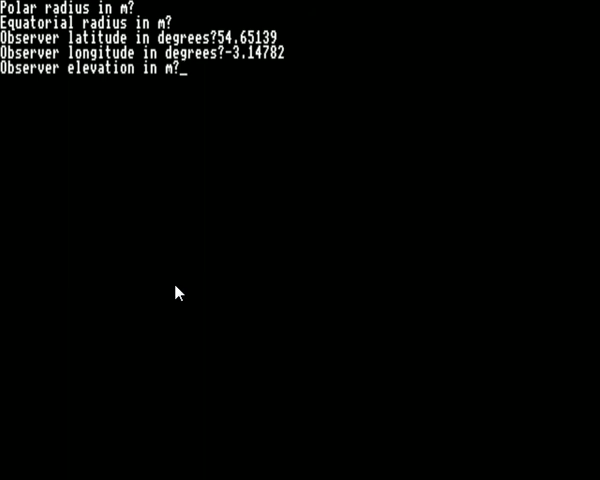 Polar radius in m?
Equatorial radius in m?
Observer latitude in degrees?54.65139
Observer longitude in degrees?-3.14782
Observer elevation in m?_